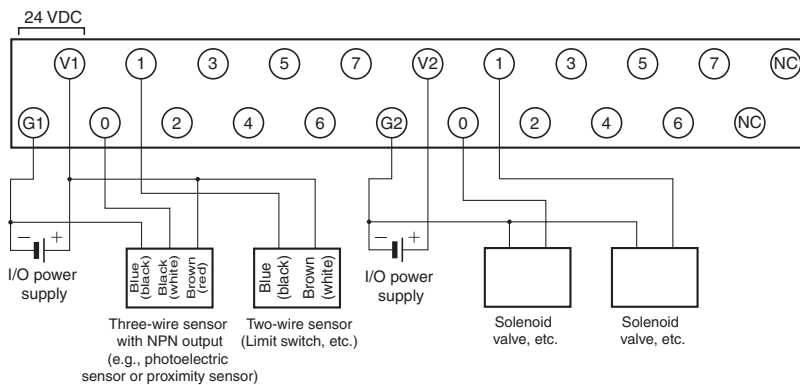 24 VDC
V1 1 3 5 7 V2 1 3 5 7 NC
G1 0 2 4 6 G2 0 2 4 6 NC
− +
I/O power
supply
Blue
(black)
Black
(white)
Brown
(red)
Three-wire sensor
with NPN output
(e.g., photoelectric
sensor or proximity sensor)
Blue
(black)
Brown
(white)
Two-wire sensor
(Limit switch, etc.)
− +
I/O power
supply
Solenoid
valve, etc.
Solenoid
valve, etc.